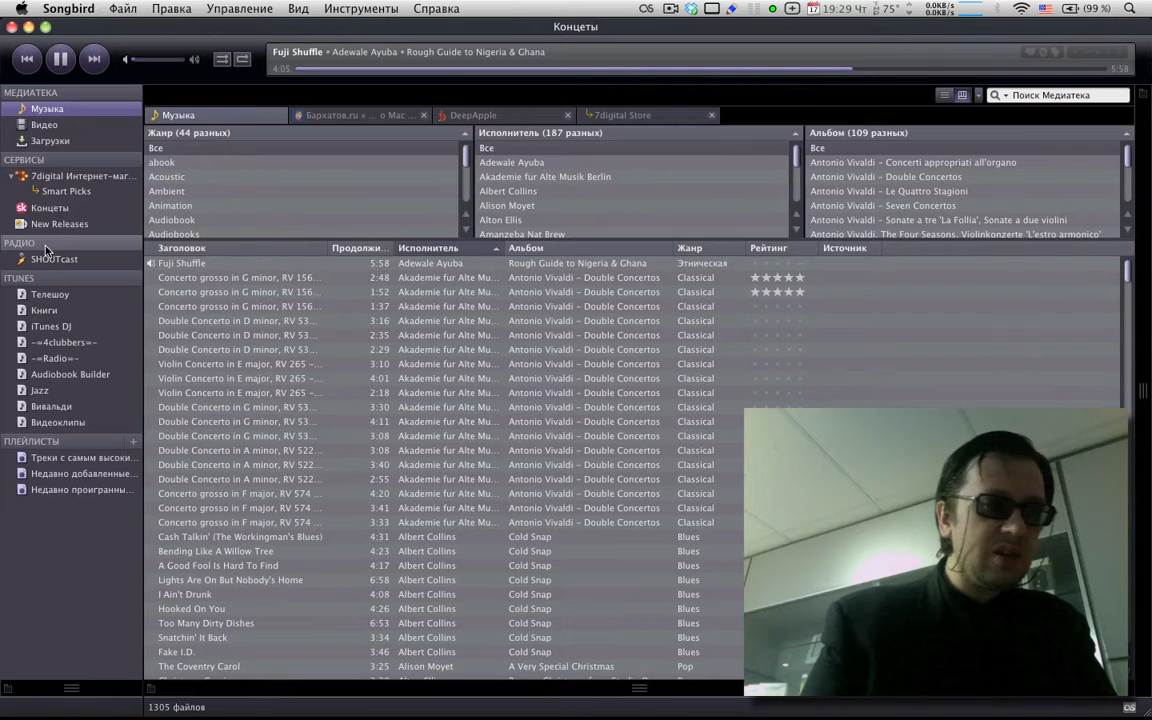 Songbird Файл Правка Управление Вид Инструменты Справка
17 19:29 Чт 75° 0.0KB/s 0.0KB/s (99 %)
Концеты
Fuji Shuffle • Adewale Ayuba • Rough Guide to Nigeria & Ghana
4:05 5:58
МЕДИАТЕКА
Музыка
Видео
Загрузки
СЕРВИСЫ
7digital Интернет-маг...
Smart Picks
Концеты
New Releases
РАДИО
SHOUTcast
ITUNES
Телешоу
Книги
iTunes DJ
-=4clubbers=-
-=Radio=-
Audiobook Builder
Jazz
Вивальди
Видеоклипы
ПЛЕЙЛИСТЫ
Треки с самым высоки...
Недавно добавленные...
Недавно проигранны...
Поиск Медиатека
Музыка Бархатов.ru » ... о Mac ... DeepApple 7digital Store
Жанр (44 разных) Исполнитель (187 разных) Альбом (109 разных)
Все Все Все
abook Adewale Ayuba Antonio Vivaldi – Concerti appropriati all'organo
Acoustic Akademie fur Alte Musik Berlin Antonio Vivaldi – Double Concertos
Ambient Albert Collins Antonio Vivaldi – Le Quattro Stagioni
Animation Alison Moyet Antonio Vivaldi – Seven Concertos
Audiobook Alton Ellis Antonio Vivaldi – Sonate a tre 'La Follia', Sonate a due violini
Audiobooks Amanzeba Nat Brew Antonio Vivaldi. The Four Seasons. Violinkonzerte 'L'estro armonico'
Заголовок Продолжи... Исполнитель Альбом Жанр Рейтинг Источник
Fuji Shuffle 5:58 Adewale Ayuba Rough Guide to Nigeria & Ghana Этническая
Concerto grosso in G minor, RV 156... 2:48 Akademie fur Alte Mu... Antonio Vivaldi – Double Concertos Classical
Concerto grosso in G minor, RV 156... 1:52 Akademie fur Alte Mu... Antonio Vivaldi – Double Concertos Classical
Concerto grosso in G minor, RV 156... 1:37 Akademie fur Alte Mu... Antonio Vivaldi – Double Concertos Classical
Double Concerto in D minor, RV 53... 3:16 Akademie fur Alte Mu... Antonio Vivaldi – Double Concertos Classical
Double Concerto in D minor, RV 53... 2:35 Akademie fur Alte Mu... Antonio Vivaldi – Double Concertos Classical
Double Concerto in D minor, RV 53... 2:29 Akademie fur Alte Mu... Antonio Vivaldi – Double Concertos Classical
Violin Concerto in E major, RV 265 –... 3:10 Akademie fur Alte Mu... Antonio Vivaldi – Double Concertos Classical
Violin Concerto in E major, RV 265 –... 4:01 Akademie fur Alte Mu... Antonio Vivaldi – Double Concertos Classical
Violin Concerto in E major, RV 265 –... 2:18 Akademie fur Alte Mu... Antonio Vivaldi – Double Concertos Classical
Double Concerto in G minor, RV 53... 3:30 Akademie fur Alte Mu... Antonio Vivaldi – Double Concertos Classical
Double Concerto in G minor, RV 53... 4:11 Akademie fur Alte Mu... Antonio Vivaldi – Double Concertos Classical
Double Concerto in G minor, RV 53... 3:08 Akademie fur Alte Mu... Antonio Vivaldi – Double Concertos Classical
Double Concerto in A minor, RV 522... 3:08 Akademie fur Alte Mu... Antonio Vivaldi – Double Concertos Classical
Double Concerto in A minor, RV 522... 3:40 Akademie fur Alte Mu... Antonio Vivaldi – Double Concertos Classical
Double Concerto in A minor, RV 522... 2:55 Akademie fur Alte Mu... Antonio Vivaldi – Double Concertos Classical
Concerto grosso in F major, RV 574 ... 4:20 Akademie fur Alte Mu... Antonio Vivaldi – Double Concertos Classical
Concerto grosso in F major, RV 574 ... 3:41 Akademie fur Alte Mu... Antonio Vivaldi – Double Concertos Classical
Concerto grosso in F major, RV 574 ... 3:33 Akademie fur Alte Mu... Antonio Vivaldi – Double Concertos Classical
Cash Talkin' (The Workingman's Blues) 4:31 Albert Collins Cold Snap Blues
Bending Like A Willow Tree 4:23 Albert Collins Cold Snap Blues
A Good Fool Is Hard To Find 4:17 Albert Collins Cold Snap Blues
Lights Are On But Nobody's Home 6:58 Albert Collins Cold Snap Blues
I Ain't Drunk 4:08 Albert Collins Cold Snap Blues
Hooked On You 4:26 Albert Collins Cold Snap Blues
Too Many Dirty Dishes 6:53 Albert Collins Cold Snap Blues
Snatchin' It Back 3:34 Albert Collins Cold Snap Blues
Fake I.D. 3:46 Albert Collins Cold Snap Blues
The Coventry Carol 3:25 Alison Moyet A Very Special Christmas Pop
1305 файлов